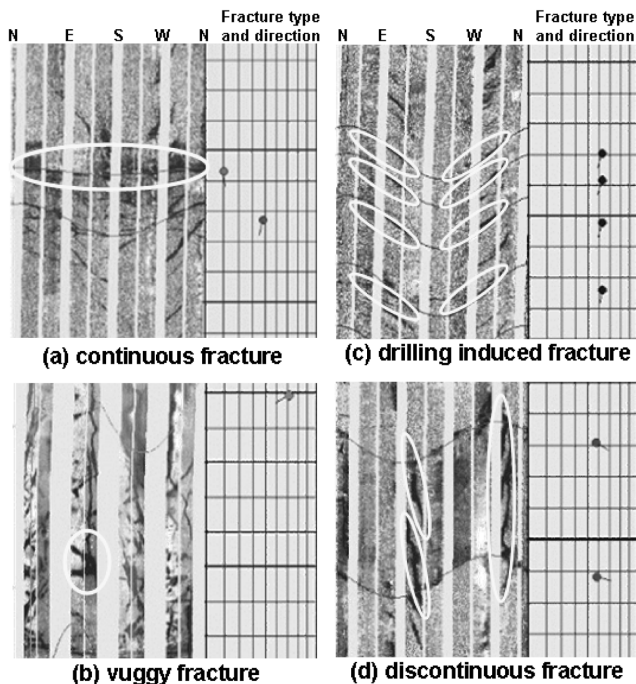 Fracture type
N E S W N and direction
(a) continuous fracture
Fracture type
N E S W N and direction
(c) drilling induced fracture
(b) vuggy fracture
(d) discontinuous fracture